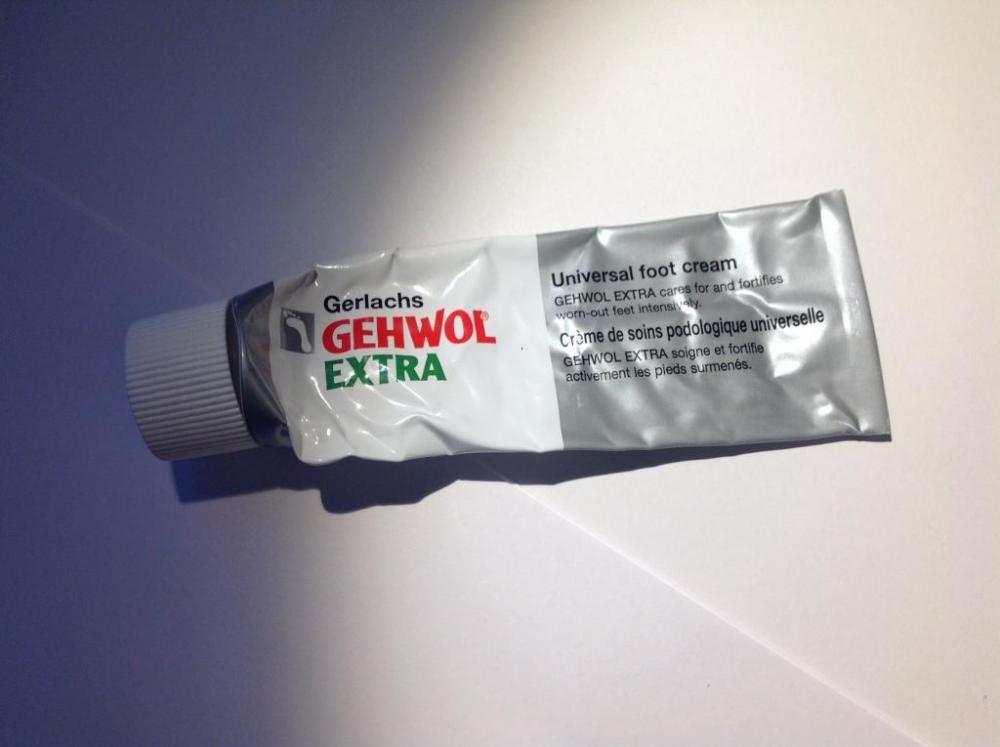 Gerlachs
GEHWOL®
EXTRA
Universal foot cream
GEHWOL EXTRA cares for and fortifies
worn-out feet intensively.
Crème de soins podologique universelle
GEHWOL EXTRA soigne et fortifie
activement les pieds surmenés.